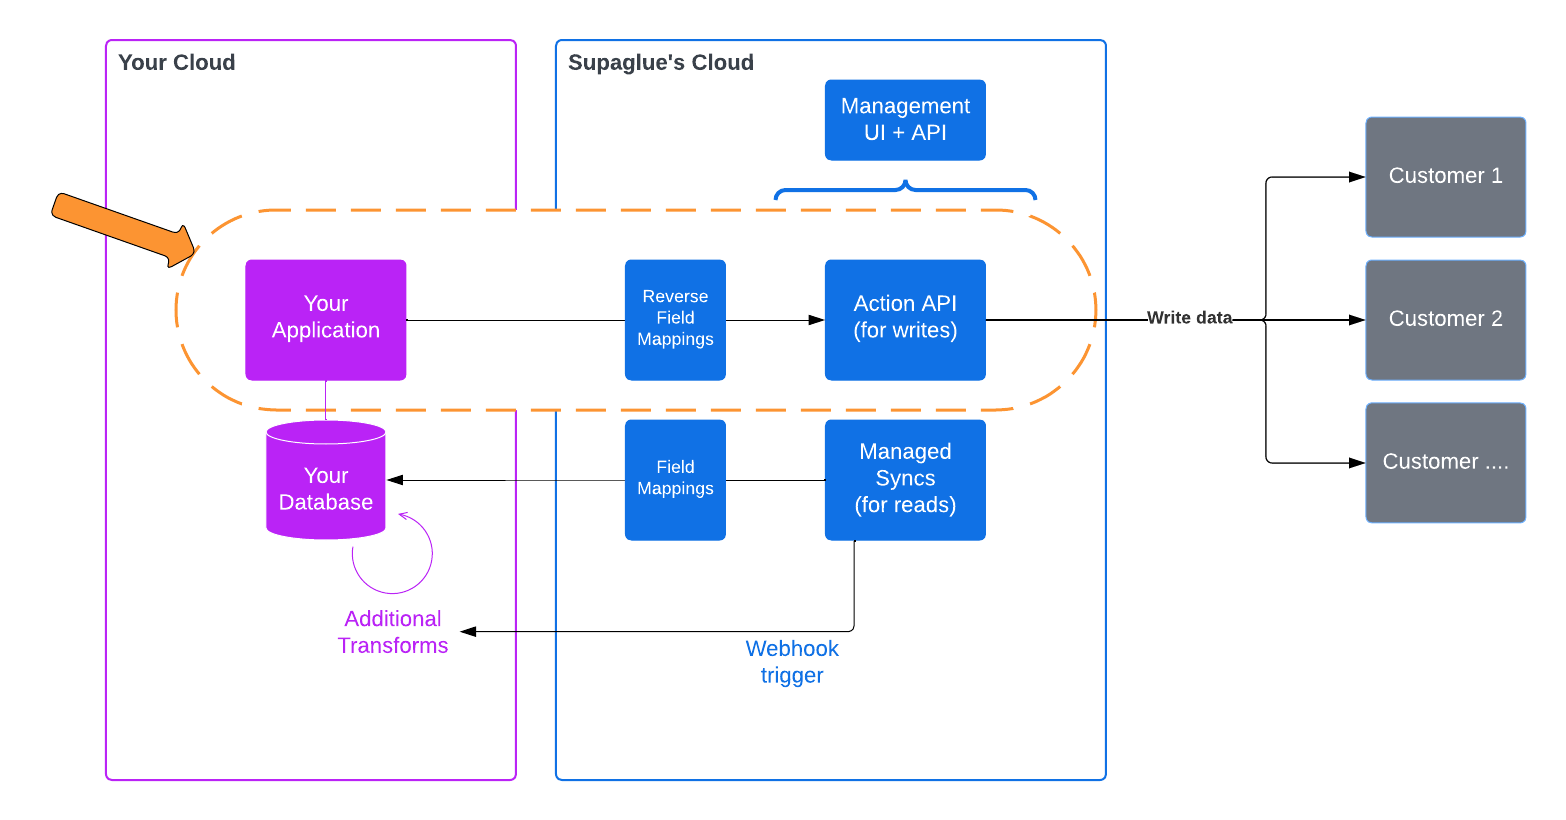 Your Cloud
Supaglue's Cloud
Management
UI + API
Your
Application
Reverse
Field
Mappings
Action API
(for writes)
Write data
Customer 1
Customer 2
Customer ....
Your
Database
Field
Mappings
Managed
Syncs
(for reads)
Additional
Transforms
Webhook
trigger